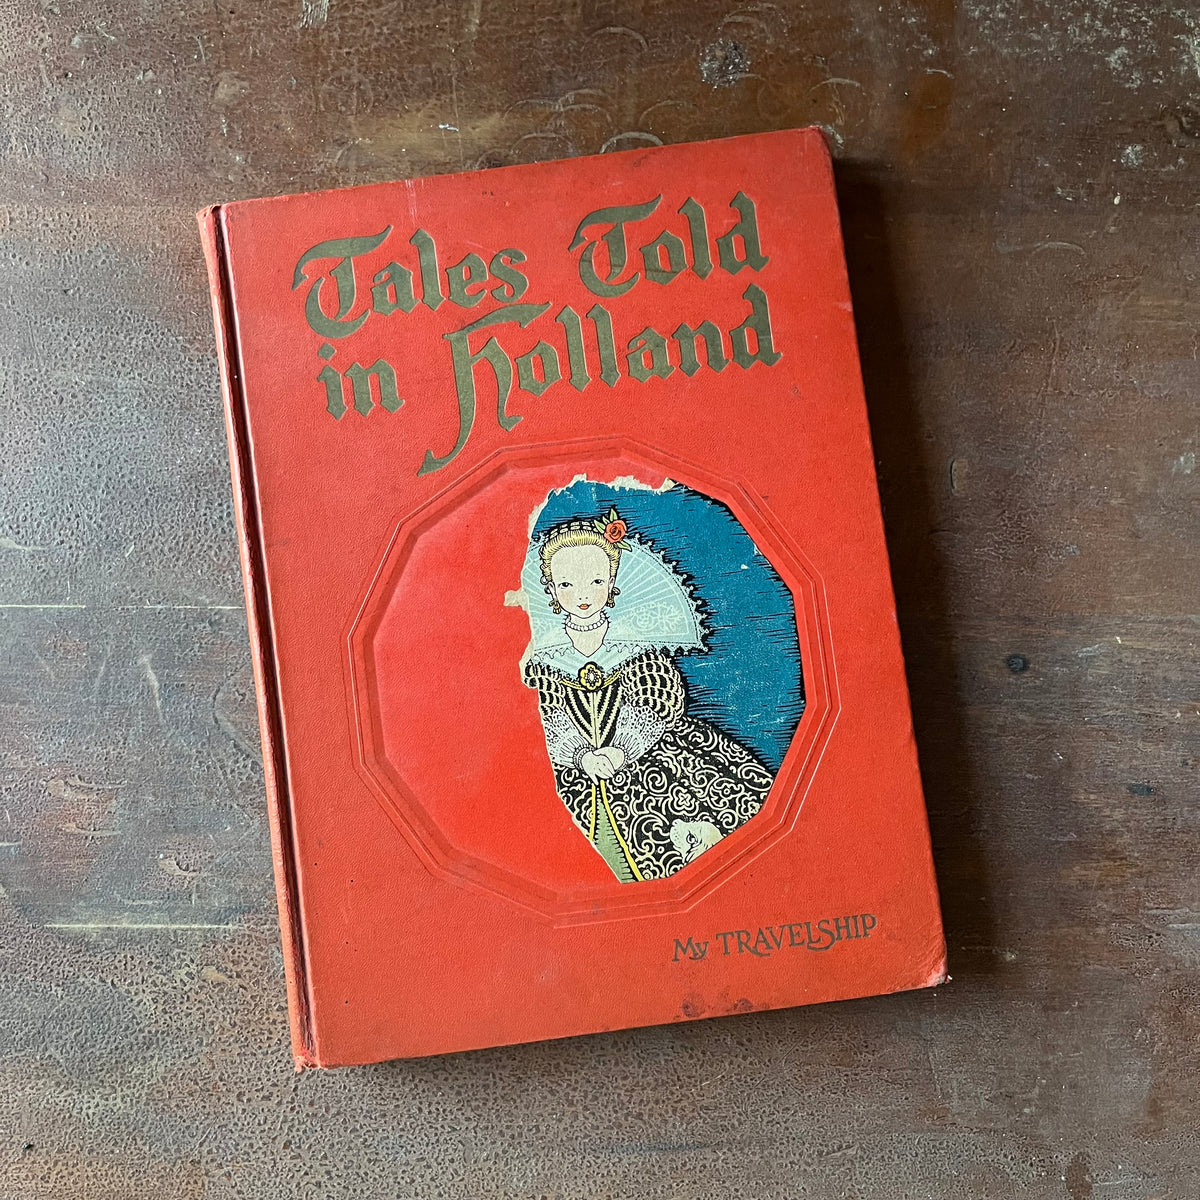 Tales Told
in Holland
My TRAVELSHIP